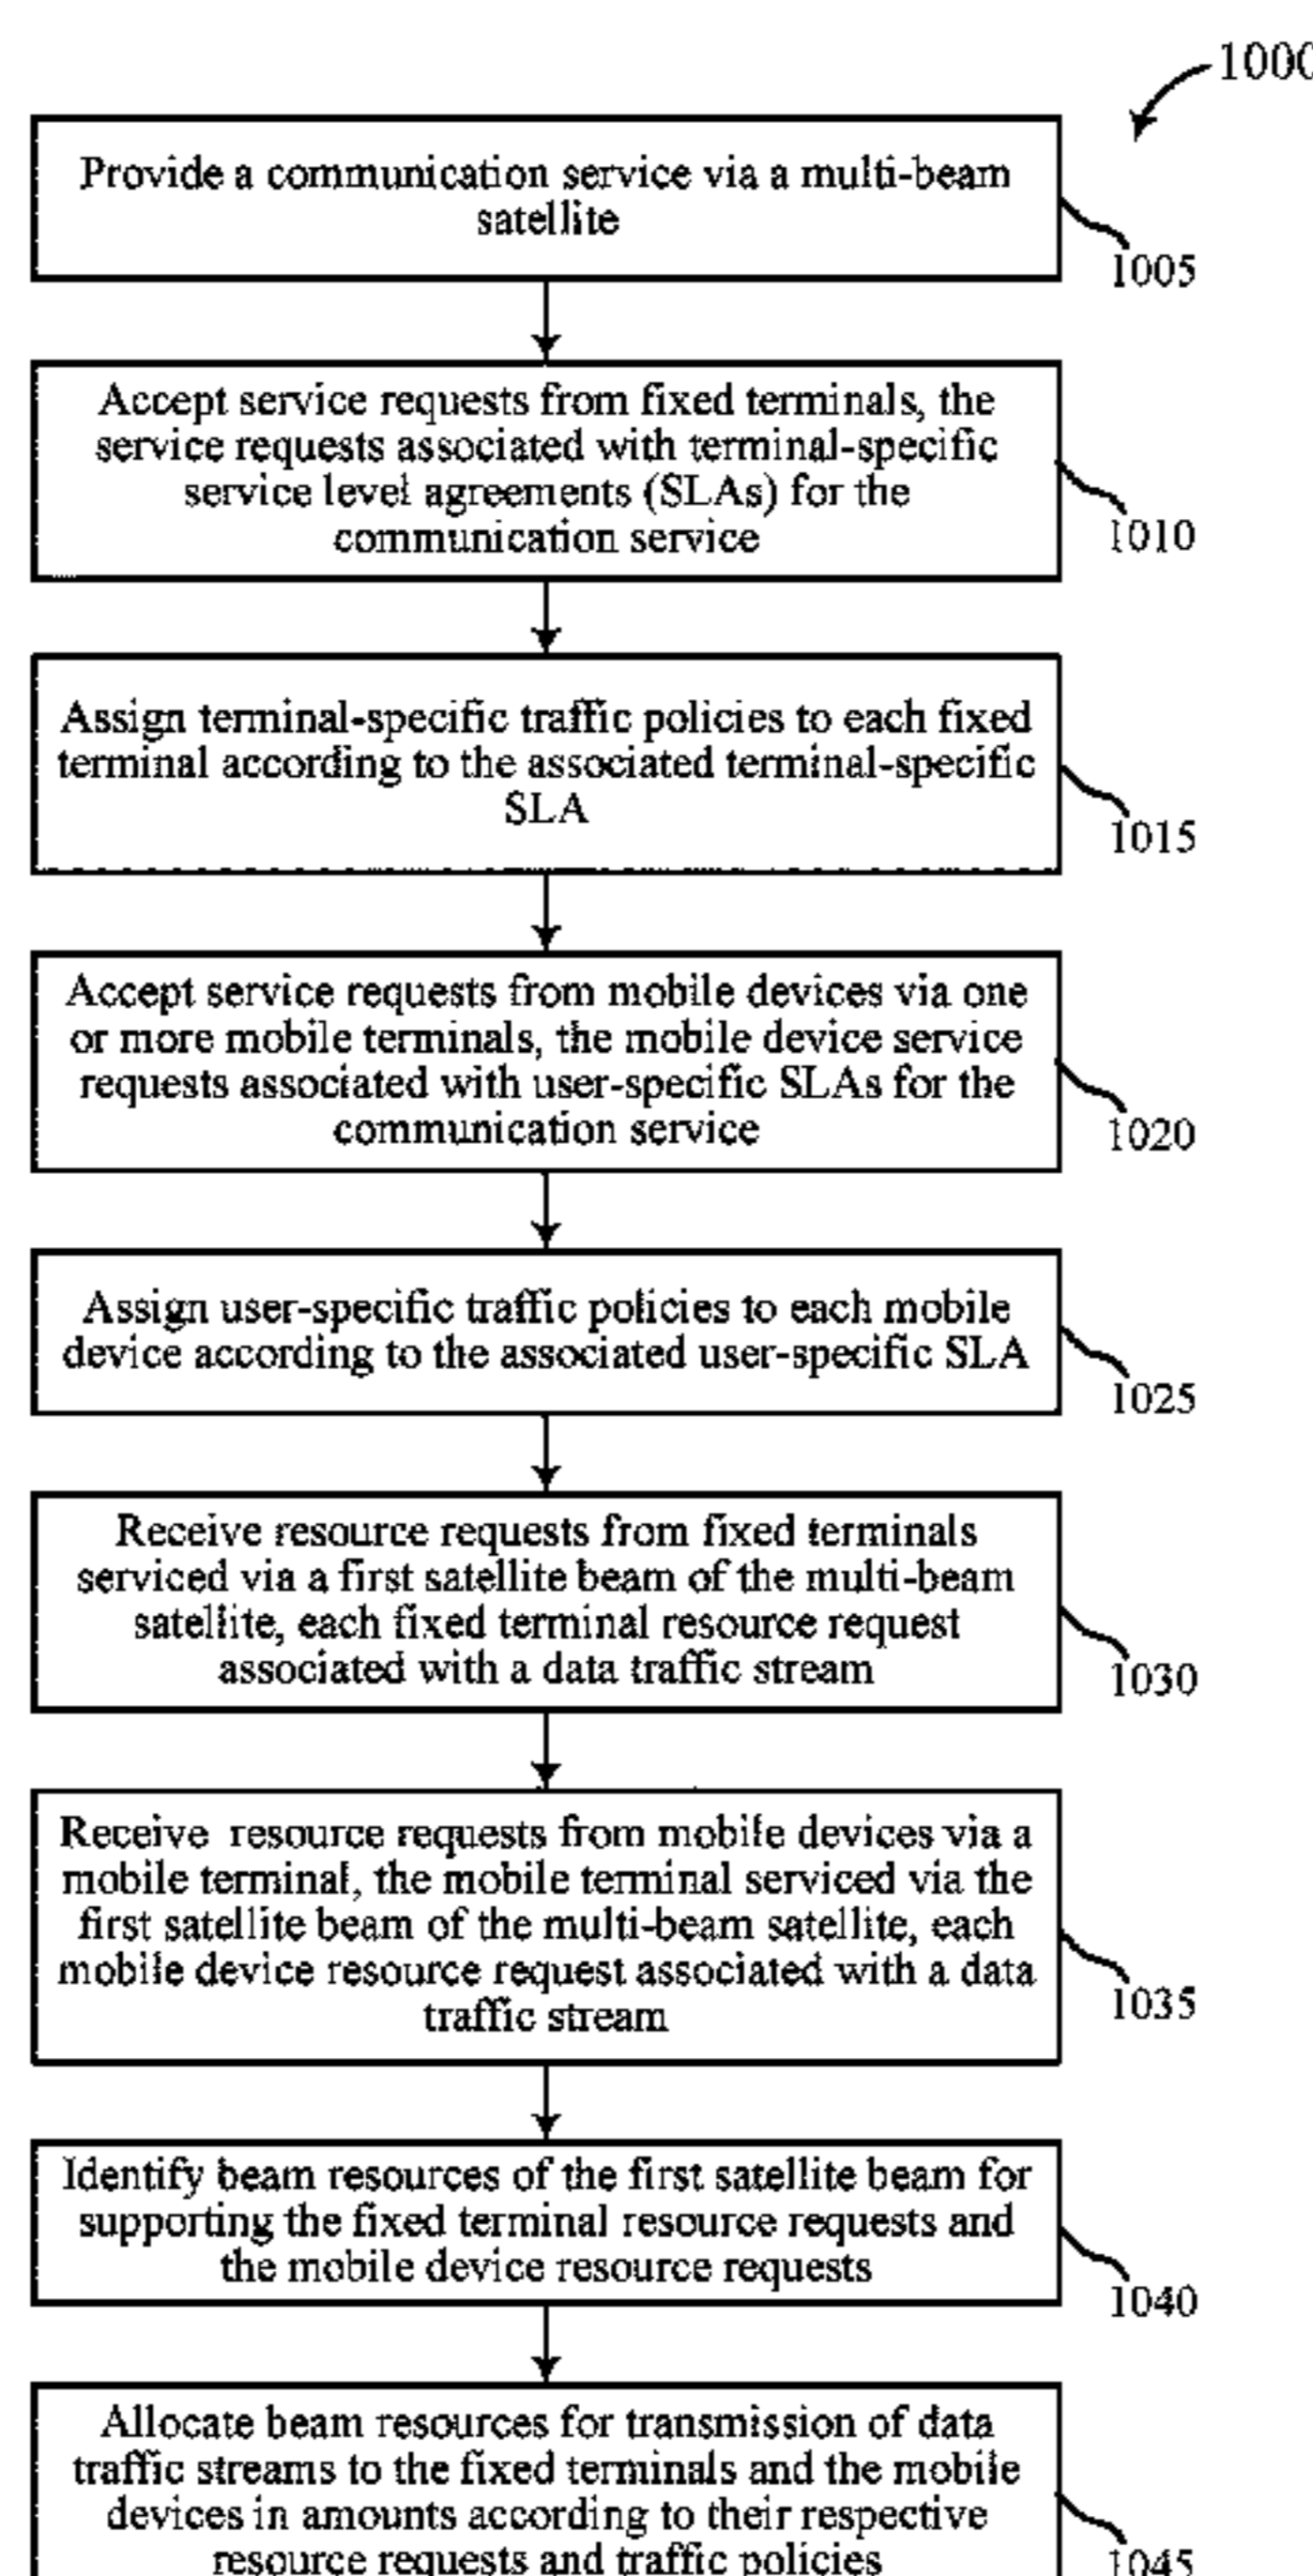 1000
Provide a communication service via a multi-beam
satellite
1005
Accept service requests from fixed terminals, the
service requests associated with terminal-specific
service level agreements (SLAs) for the
communication service
1010
Assign terminal-specific traffic policies to each fixed
terminal according to the associated terminal-specific
SLA
1015
Accept service requests from mobile devices via one
or more mobile terminals, the mobile device service
requests associated with user-specific SLAs for the
communication service
1020
Assign user-specific traffic policies to each mobile
device according to the associated user-specific SLA
1025
Receive resource requests from fixed terminals
serviced via a first satellite beam of the multi-beam
satellite, each fixed terminal resource request
associated with a data traffic stream
1030
Receive resource requests from mobile devices via a
mobile terminal, the mobile terminal serviced via the
first satellite beam of the multi-beam satellite, each
mobile device resource request associated with a data
traffic stream
1035
Identify beam resources of the first satellite beam for
supporting the fixed terminal resource requests and
the mobile device resource requests
1040
Allocate beam resources for transmission of data
traffic streams to the fixed terminals and the mobile
devices in amounts according to their respective
resource requests and traffic policies
1045